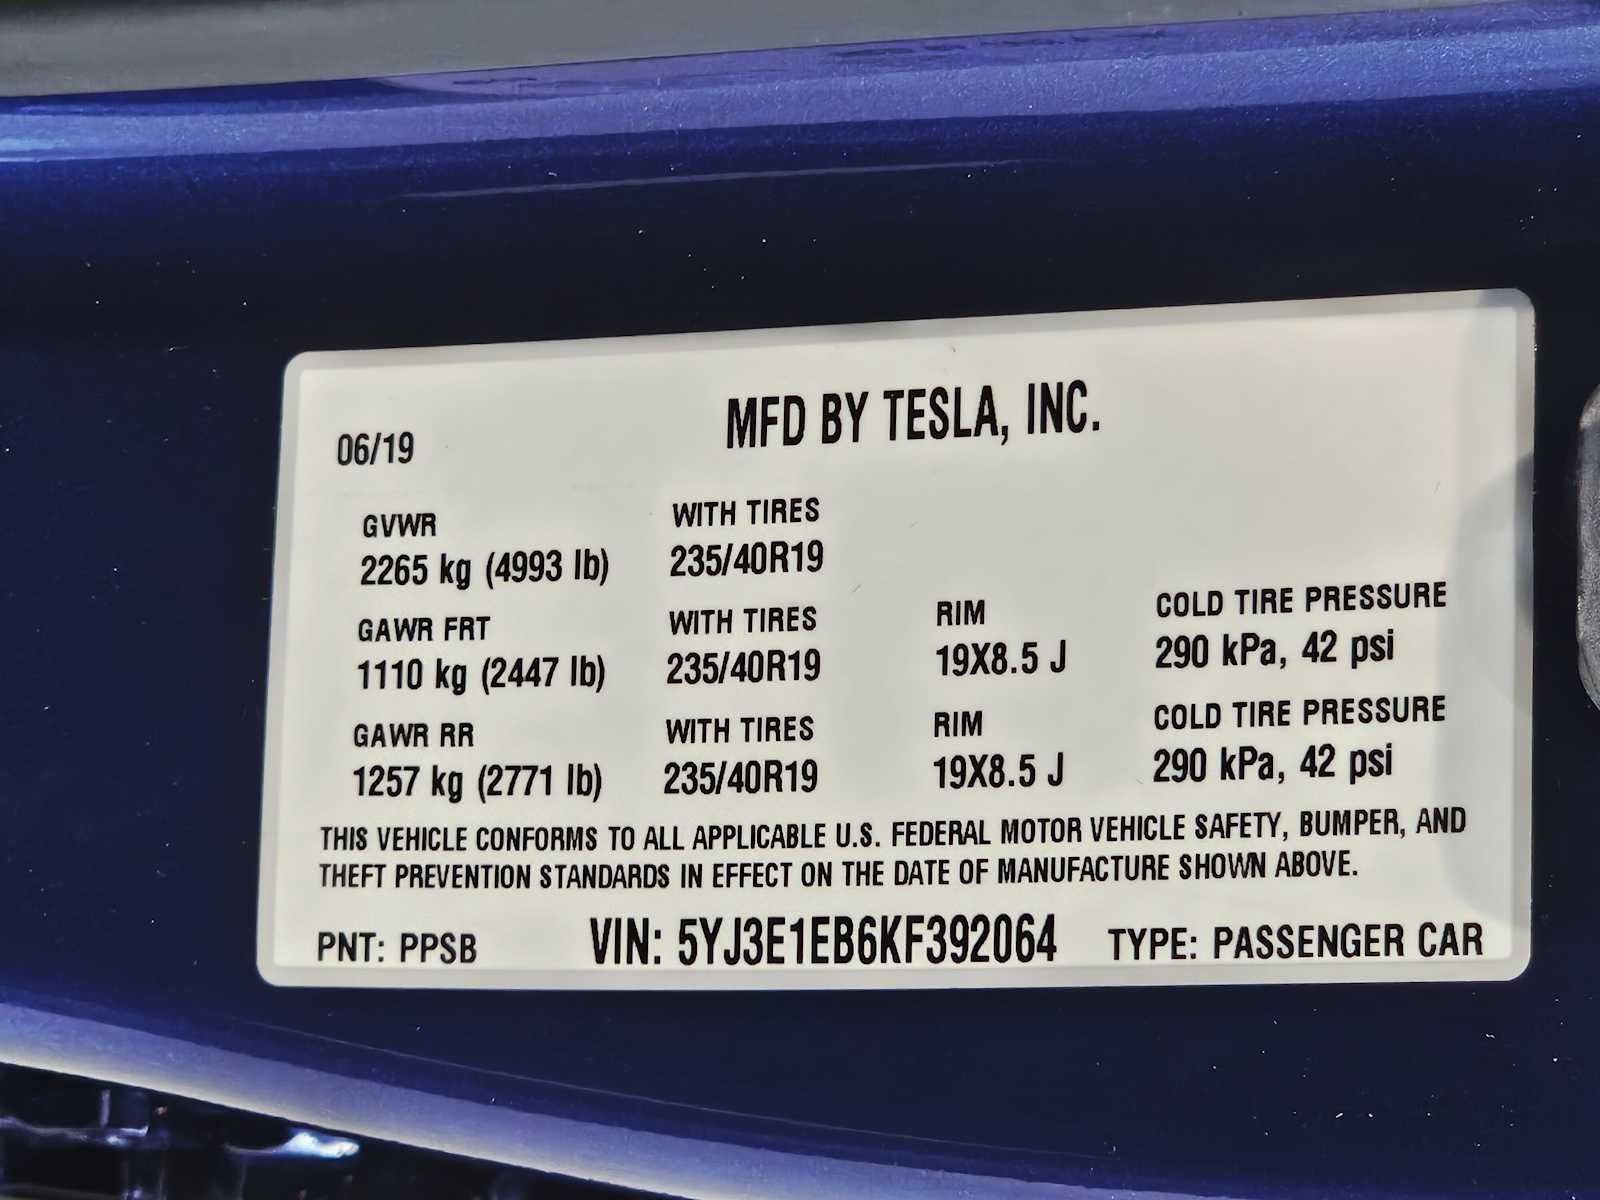 MFD BY TESLA, INC.
06/19
GVWR WITH TIRES
2265 kg (4993 lb) 235/40R19
GAWR FRT WITH TIRES RIM COLD TIRE PRESSURE
1110 kg (2447 lb) 235/40R19 19X8.5 J 290 kPa, 42 psi
GAWR RR WITH TIRES RIM COLD TIRE PRESSURE
1257 kg (2771 lb) 235/40R19 19X8.5 J 290 kPa, 42 psi
THIS VEHICLE CONFORMS TO ALL APPLICABLE U.S. FEDERAL MOTOR VEHICLE SAFETY, BUMPER, AND
THEFT PREVENTION STANDARDS IN EFFECT ON THE DATE OF MANUFACTURE SHOWN ABOVE.
PNT: PPSB VIN: 5YJ3E1EB6KF392064 TYPE: PASSENGER CAR